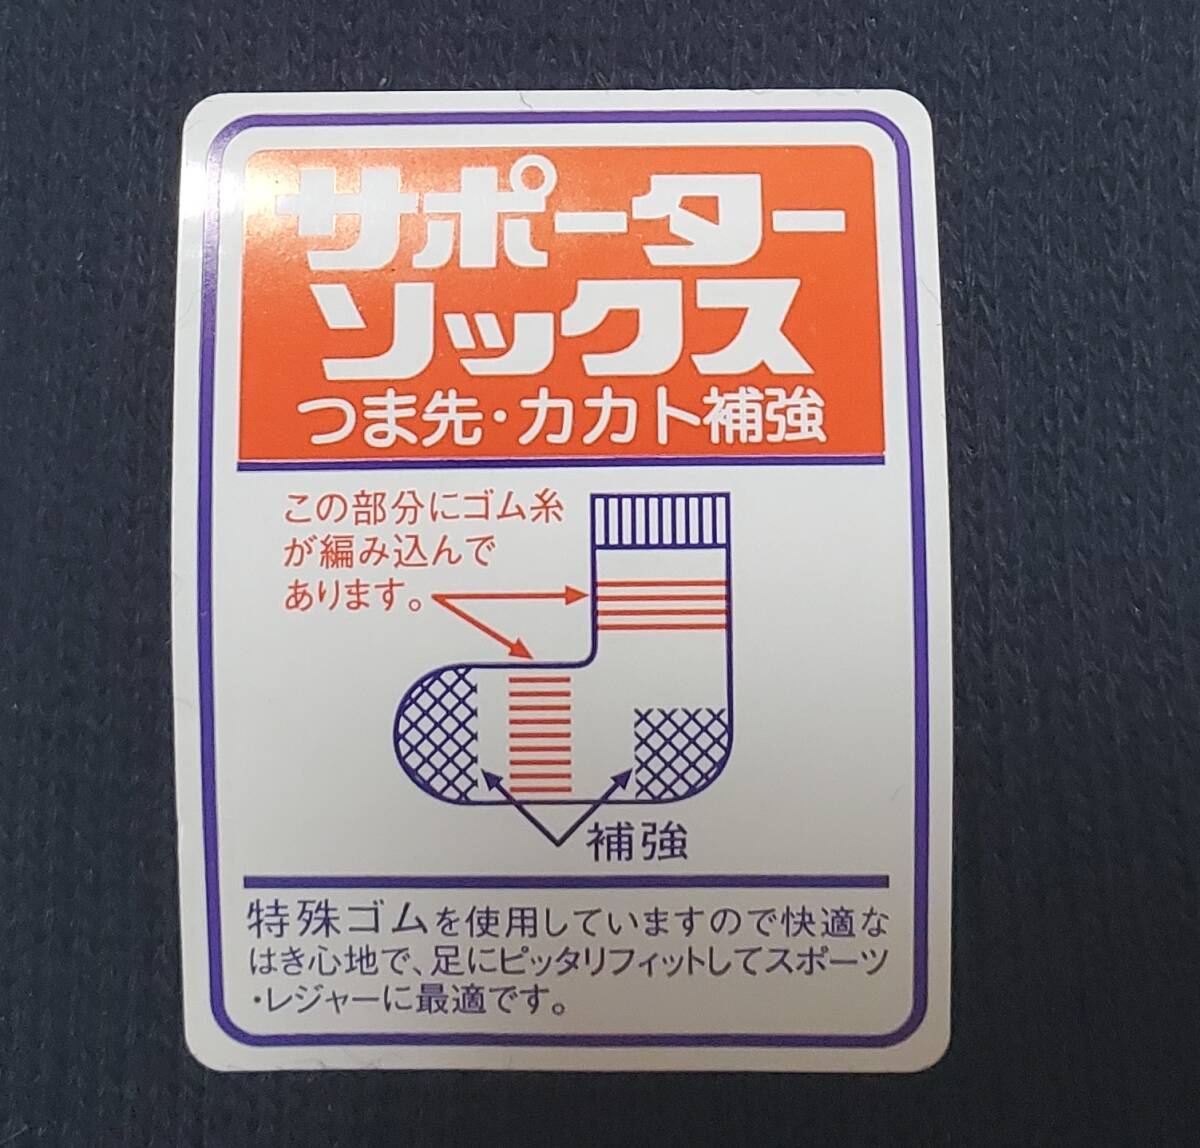 サポーター
ソックス
つま先・カカト補強
この部分にゴム糸
が編み込んで
あります。
補強
特殊ゴムを使用していますので快適な
はき心地で、足にピッタリフィットしてスポーツ
・レジャーに最適です。